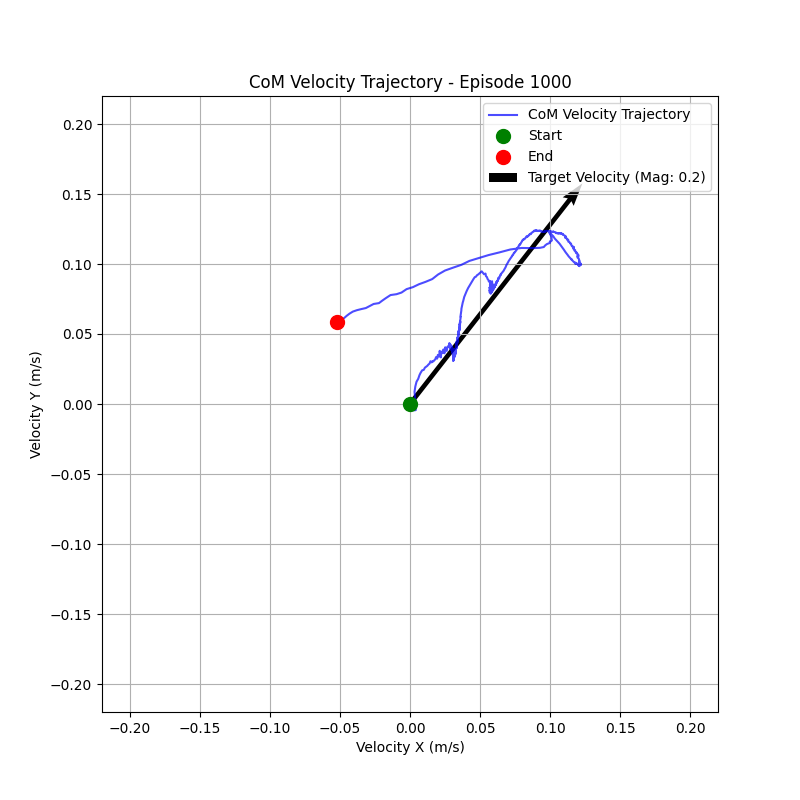 CoM Velocity Trajectory - Episode 1000
CoM Velocity Trajectory
Start
End
Target Velocity (Mag: 0.2)
0.20
0.15
0.10
0.05
0.00
−0.05
−0.10
−0.15
−0.20
Velocity Y (m/s)
−0.20 −0.15 −0.10 −0.05 0.00 0.05 0.10 0.15 0.20
Velocity X (m/s)